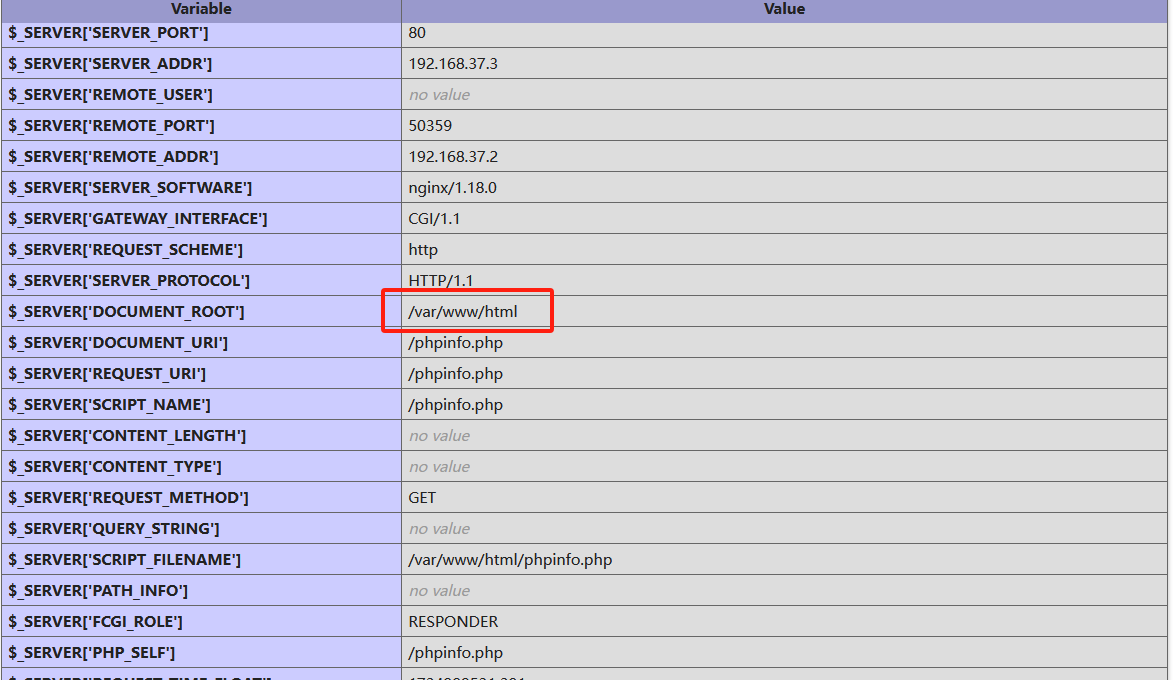 Variable Value
$_SERVER['SERVER_PORT'] 80
$_SERVER['SERVER_ADDR'] 192.168.37.3
$_SERVER['REMOTE_USER'] no value
$_SERVER['REMOTE_PORT'] 50359
$_SERVER['REMOTE_ADDR'] 192.168.37.2
$_SERVER['SERVER_SOFTWARE'] nginx/1.18.0
$_SERVER['GATEWAY_INTERFACE'] CGI/1.1
$_SERVER['REQUEST_SCHEME'] http
$_SERVER['SERVER_PROTOCOL'] HTTP/1.1
$_SERVER['DOCUMENT_ROOT'] /var/www/html
$_SERVER['DOCUMENT_URI'] /phpinfo.php
$_SERVER['REQUEST_URI'] /phpinfo.php
$_SERVER['SCRIPT_NAME'] /phpinfo.php
$_SERVER['CONTENT_LENGTH'] no value
$_SERVER['CONTENT_TYPE'] no value
$_SERVER['REQUEST_METHOD'] GET
$_SERVER['QUERY_STRING'] no value
$_SERVER['SCRIPT_FILENAME'] /var/www/html/phpinfo.php
$_SERVER['PATH_INFO'] no value
$_SERVER['FCGI_ROLE'] RESPONDER
$_SERVER['PHP_SELF'] /phpinfo.php